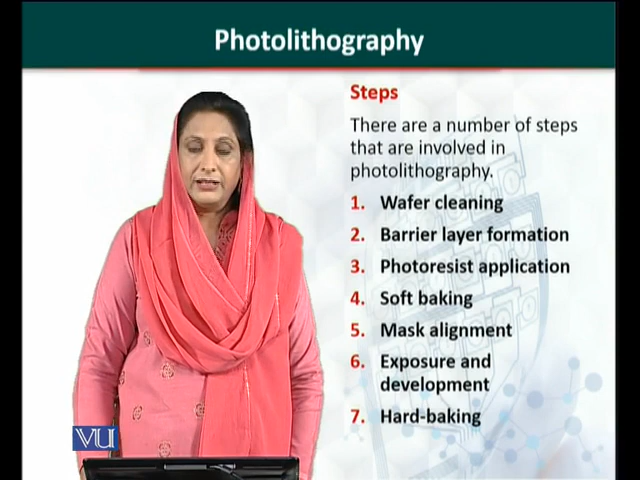 Photolithography
Steps
There are a number of steps
that are involved in
photolithography.
1. Wafer cleaning
2. Barrier layer formation
3. Photoresist application
4. Soft baking
5. Mask alignment
6. Exposure and
development
7. Hard-baking
VU